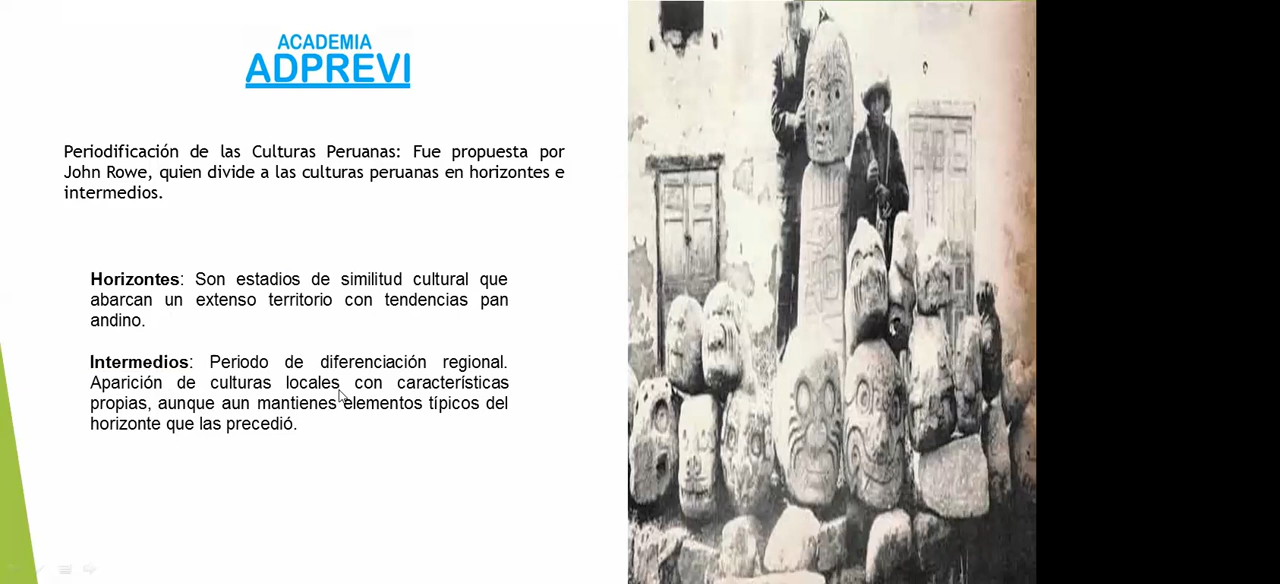 ACADEMIA
ADPREVI
Periodificación de las Culturas Peruanas: Fue propuesta por
John Rowe, quien divide a las culturas peruanas en horizontes e
intermedios.
Horizontes: Son estadios de similitud cultural que
abarcan un extenso territorio con tendencias pan
andino.
Intermedios: Periodo de diferenciación regional.
Aparición de culturas locales con características
propias, aunque aun mantienes elementos típicos del
horizonte que las precedió.